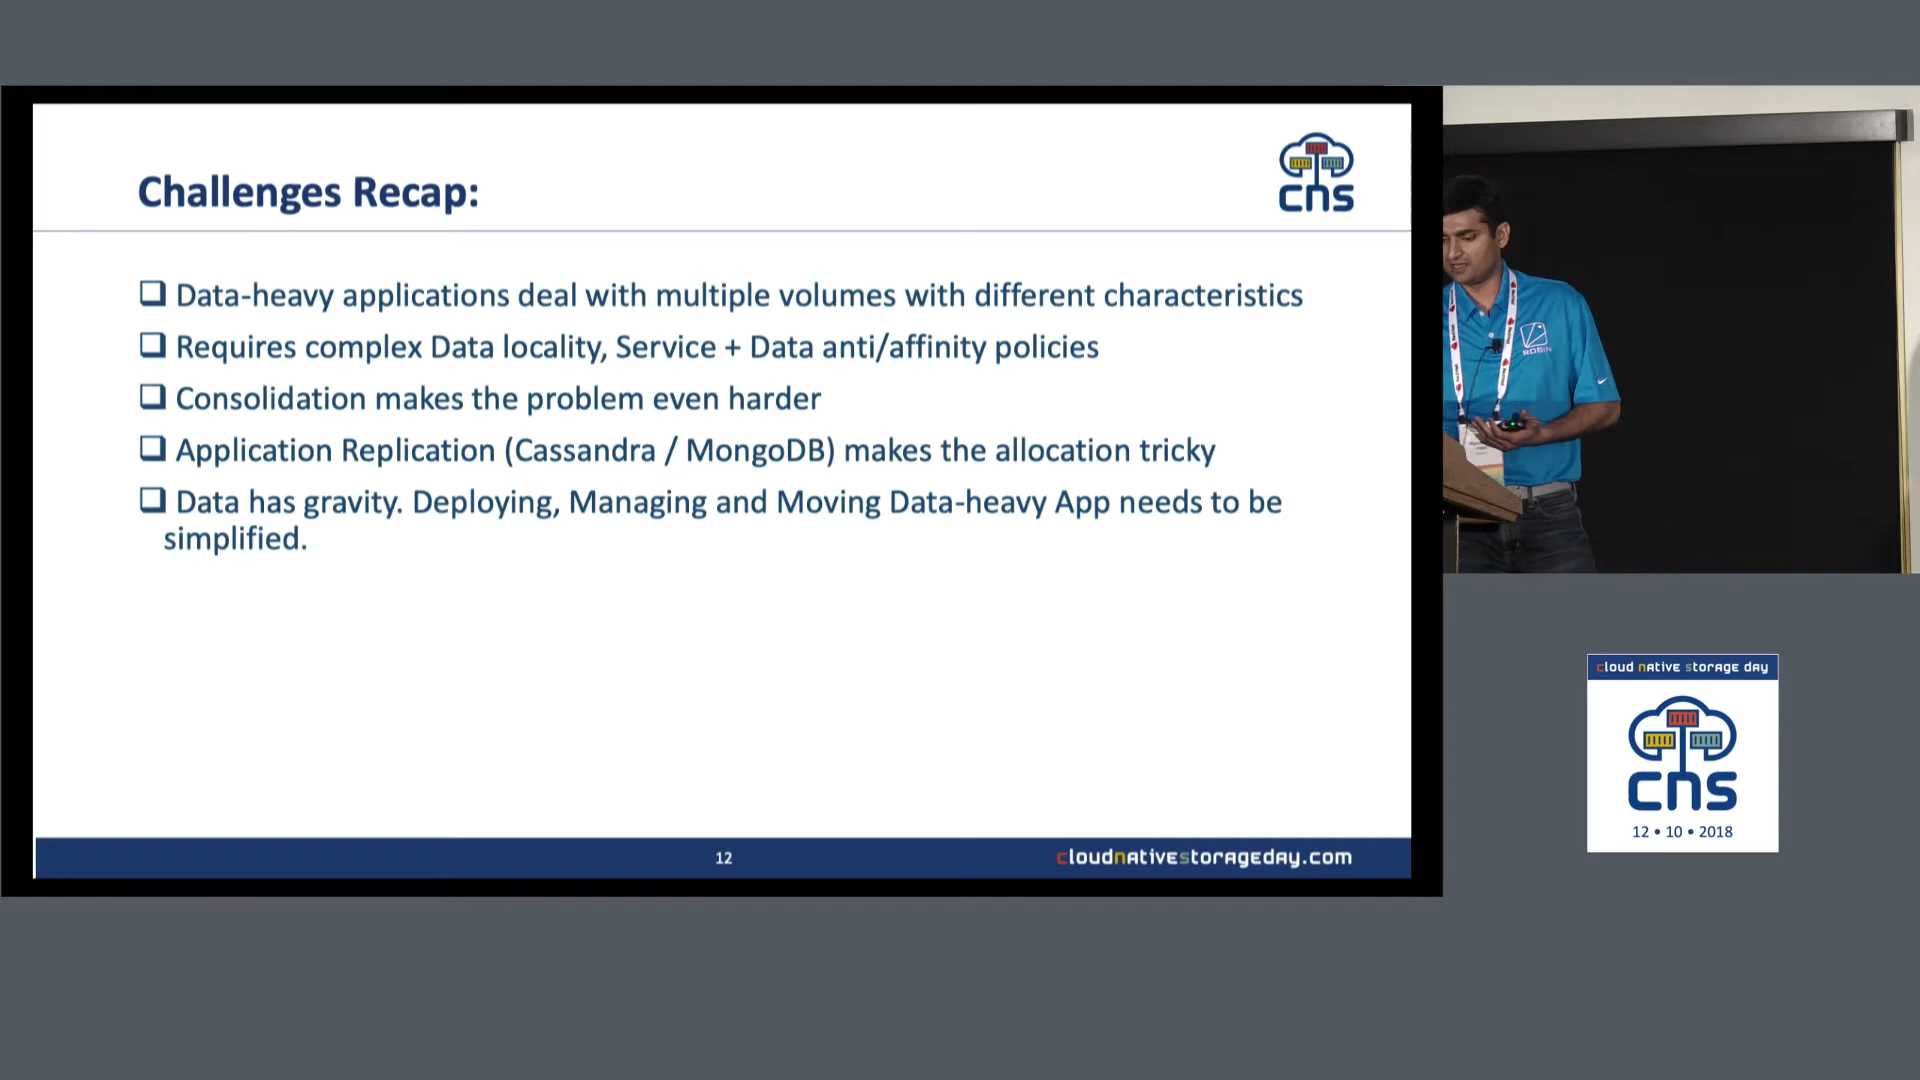 Challenges Recap:
cns
❑ Data-heavy applications deal with multiple volumes with different characteristics
❑ Requires complex Data locality, Service + Data anti/affinity policies
❑ Consolidation makes the problem even harder
❑ Application Replication (Cassandra / MongoDB) makes the allocation tricky
❑ Data has gravity. Deploying, Managing and Moving Data-heavy App needs to be
simplified.
12
cloudnativestorageday.com
ROBIN
cloud native storage day
cns
12 • 10 • 2018